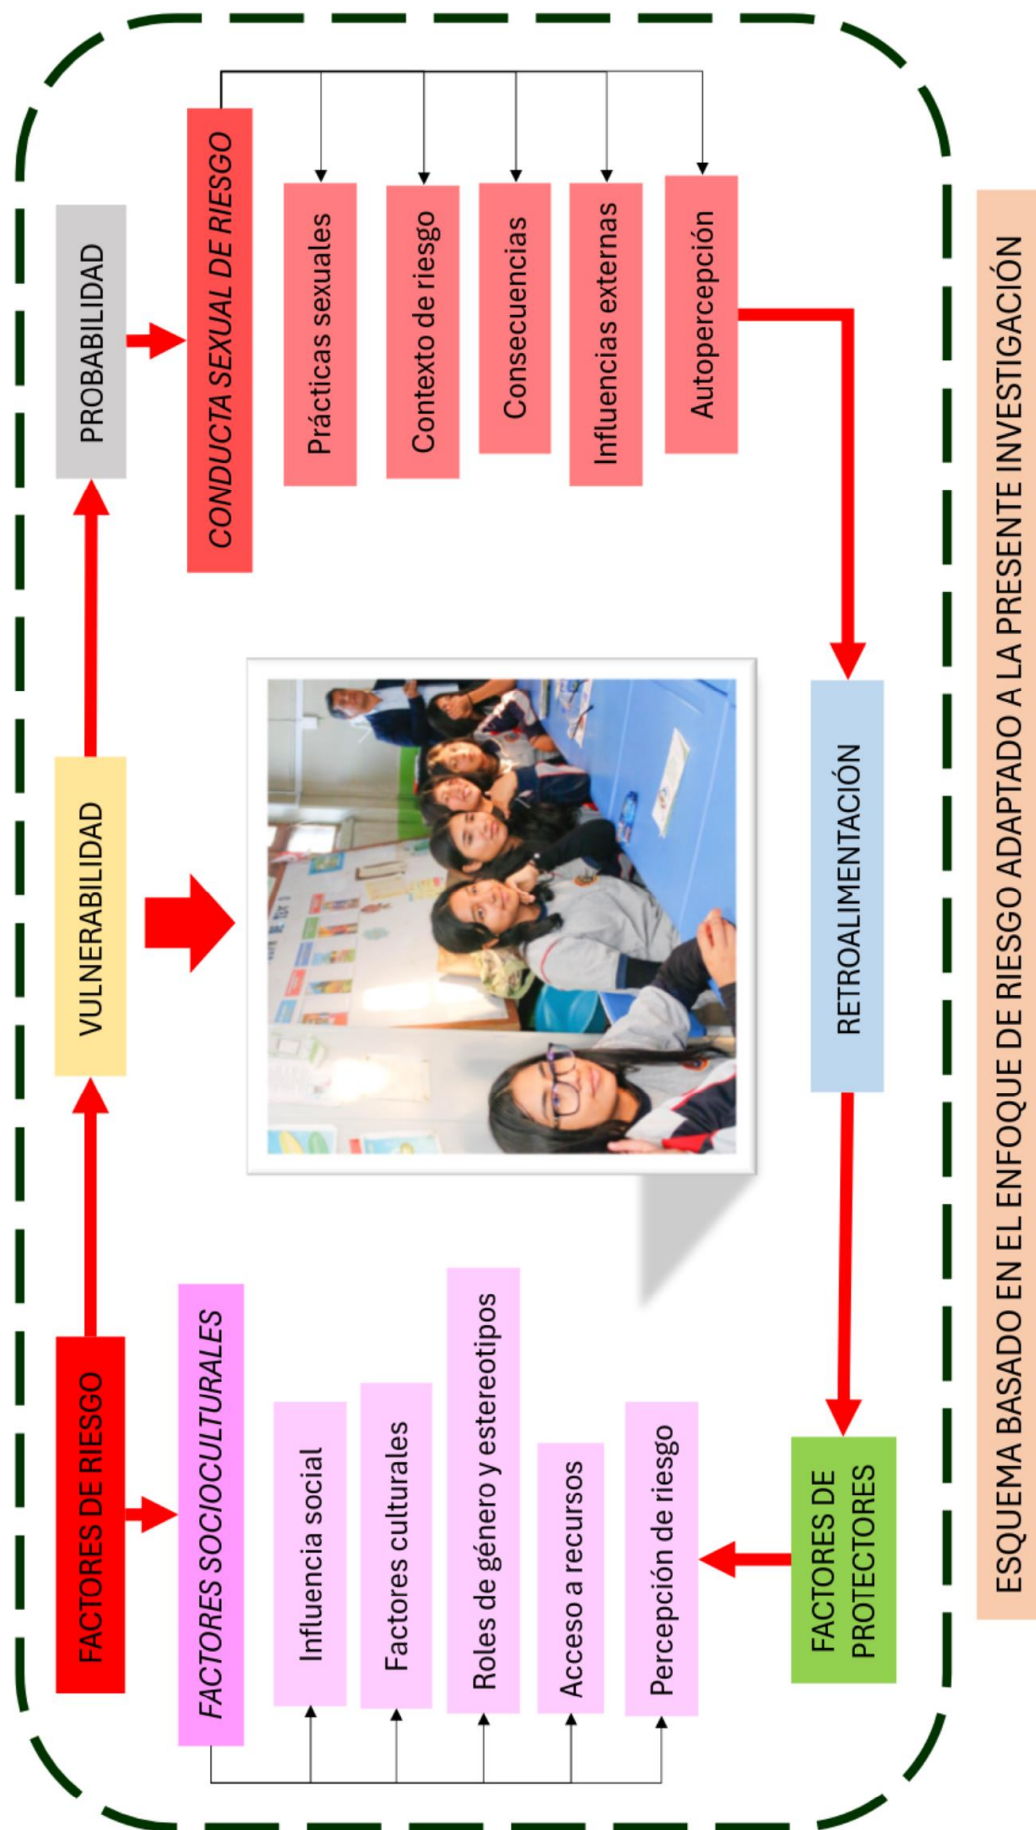 FACTORES DE RIESGO
VULNERABILIDAD
PROBABILIDAD
FACTORES SOCIOCULTURALES
Influencia social
Factores culturales
Roles de género y estereotipos
Acceso a recursos
Percepción de riesgo
CONDUCTA SEXUAL DE RIESGO
Prácticas sexuales
Contexto de riesgo
Consecuencias
Influencias externas
Autopercepción
FACTORES DE
PROTECTORES
RETROALIMENTACIÓN
ESQUEMA BASADO EN EL ENFOQUE DE RIESGO ADAPTADO A LA PRESENTE INVESTIGACIÓN